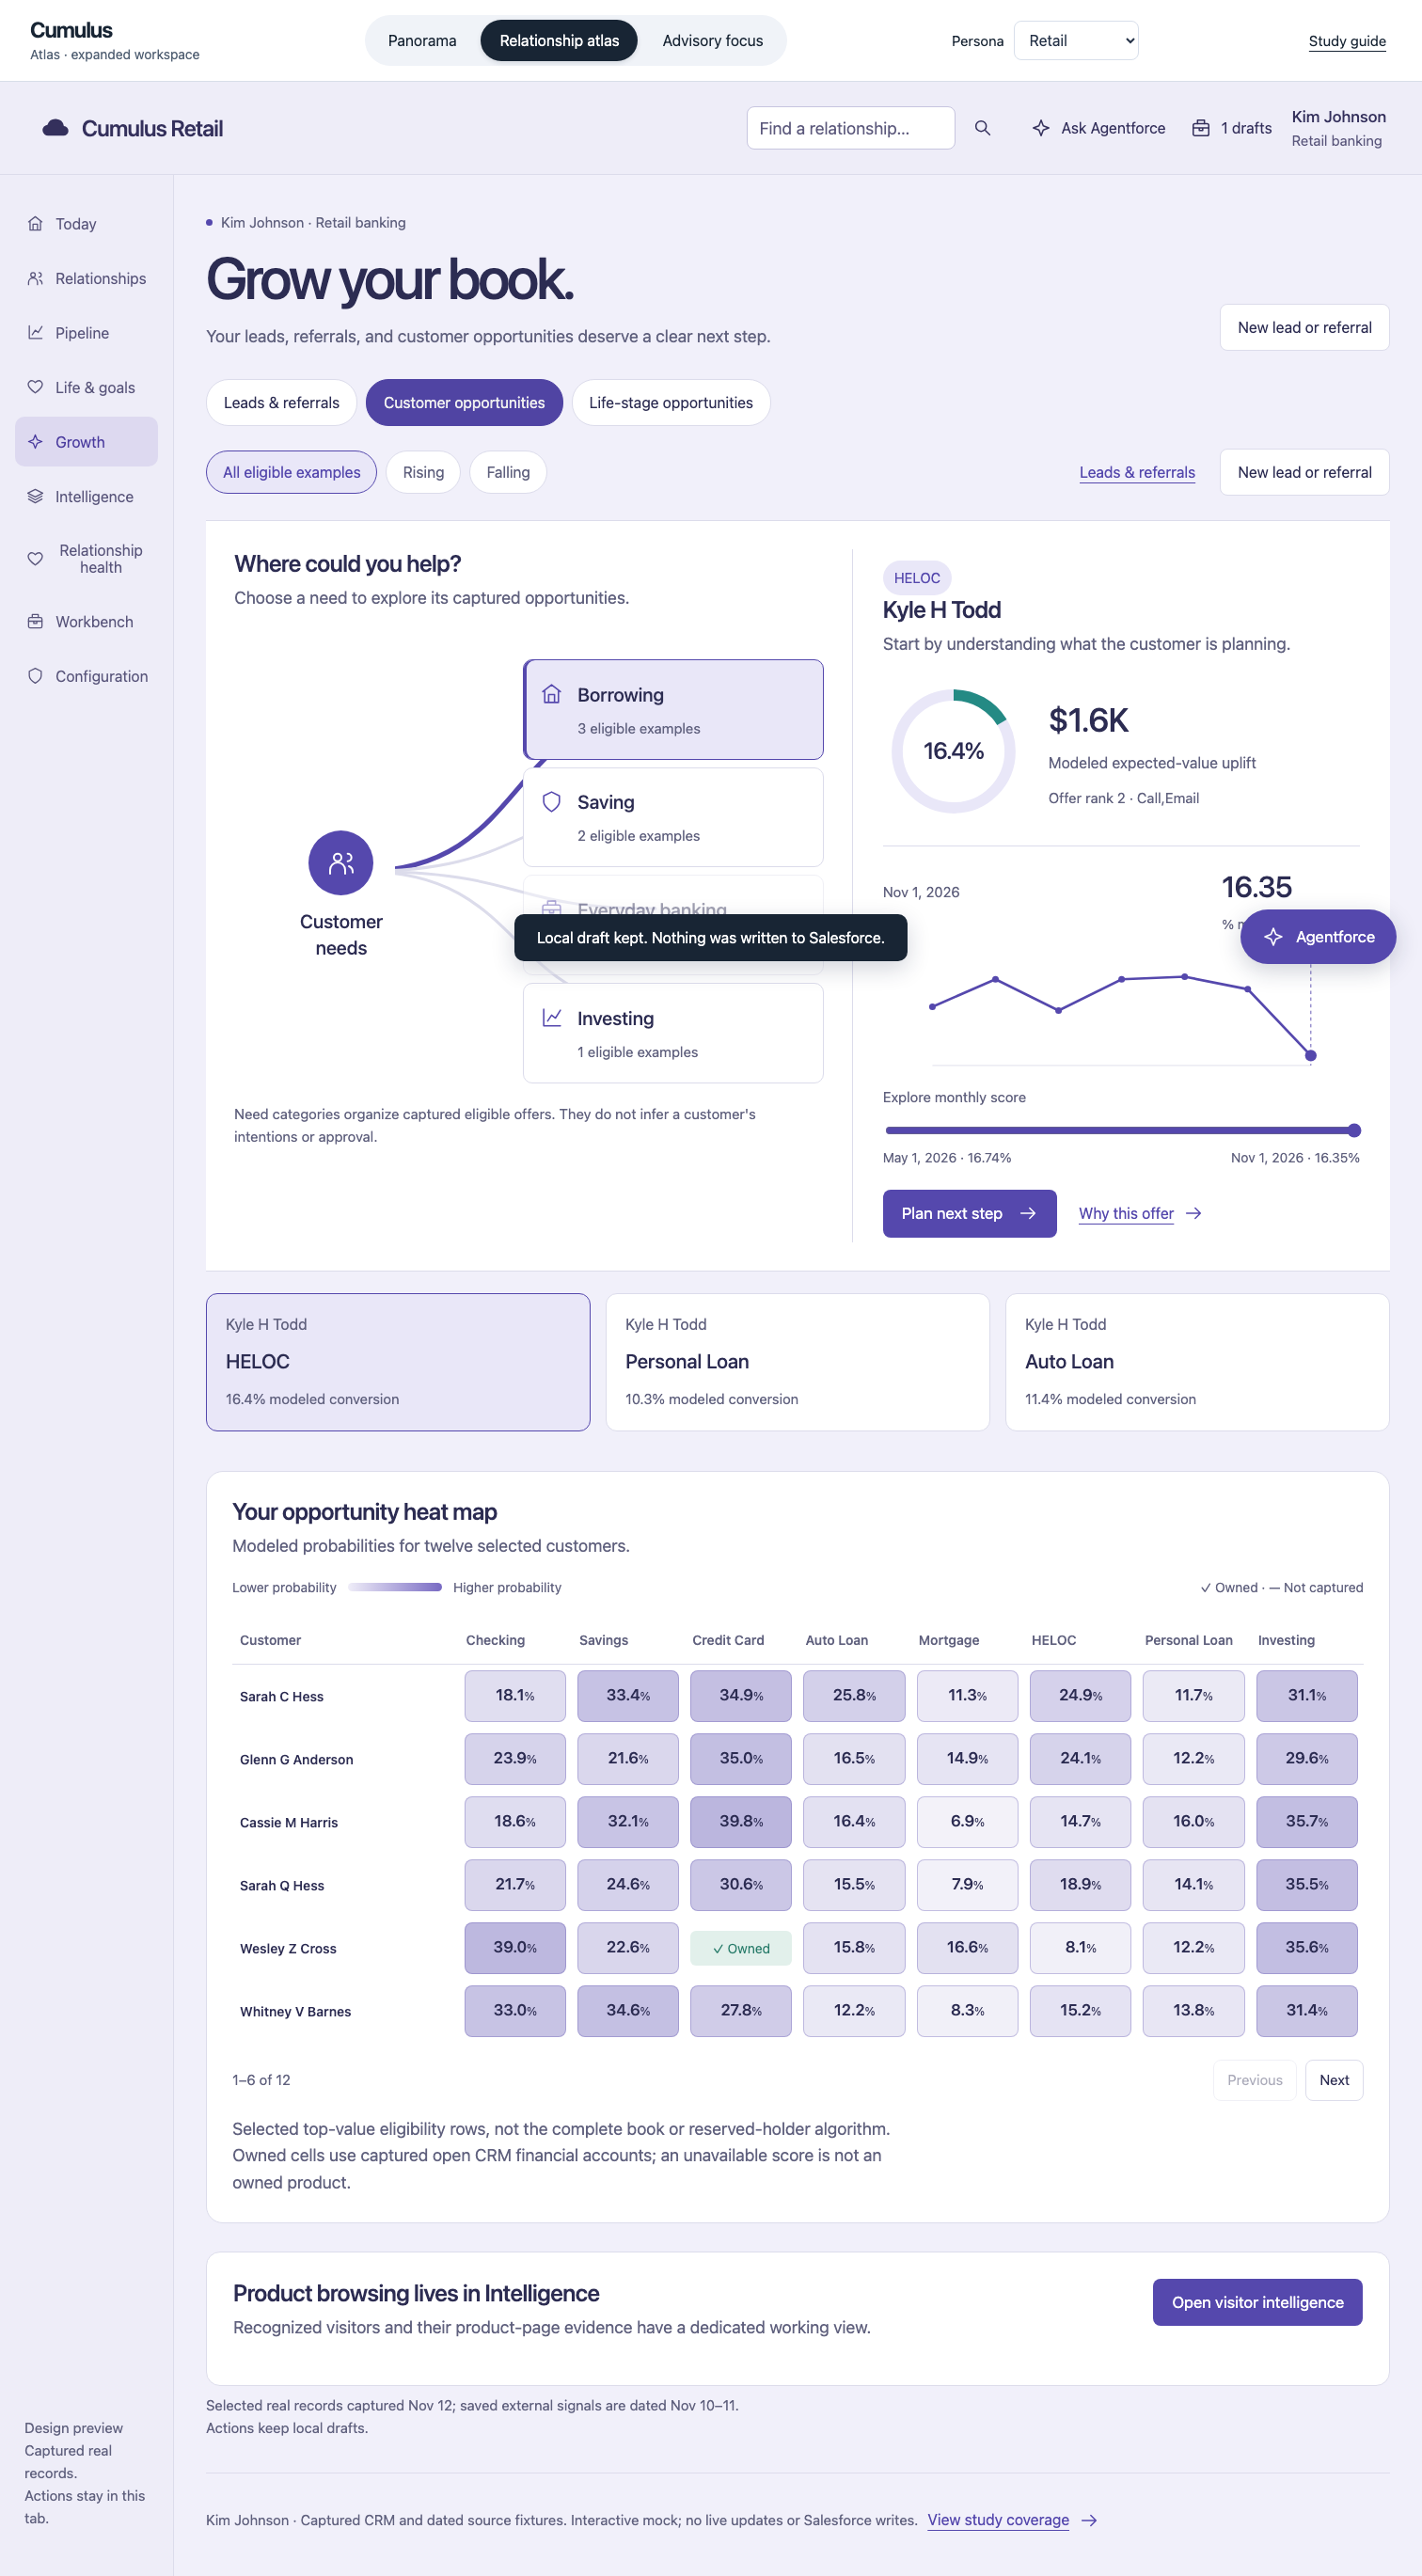 Cumulus
Atlas · expanded workspace
Panorama
Relationship atlas
Advisory focus
Persona
Retail
Study guide
Cumulus Retail
Find a relationship...
Ask Agentforce
1 drafts
Kim Johnson
Retail banking
Today
Relationships
Pipeline
Life & goals
Growth
Intelligence
Relationship
health
Workbench
Configuration
Kim Johnson · Retail banking
Grow your book.
Your leads, referrals, and customer opportunities deserve a clear next step.
New lead or referral
Leads & referrals
Customer opportunities
Life-stage opportunities
All eligible examples
Rising
Falling
Leads & referrals
New lead or referral
Where could you help?
Choose a need to explore its captured opportunities.
Customer
needs
Borrowing
3 eligible examples
Saving
2 eligible examples
Everyday banking
Local draft kept. Nothing was written to Salesforce.
Investing
1 eligible examples
Need categories organize captured eligible offers. They do not infer a customer's
intentions or approval.
HELOC
Kyle H Todd
Start by understanding what the customer is planning.
16.4%
$1.6K
Modeled expected-value uplift
Offer rank 2 · Call,Email
Nov 1, 2026
16.35
%
Agentforce
Explore monthly score
May 1, 2026 · 16.74%
Nov 1, 2026 · 16.35%
Plan next step
Why this offer
Kyle H Todd
HELOC
16.4% modeled conversion
Kyle H Todd
Personal Loan
10.3% modeled conversion
Kyle H Todd
Auto Loan
11.4% modeled conversion
Your opportunity heat map
Modeled probabilities for twelve selected customers.
Lower probability
Higher probability
✓ Owned · — Not captured
Customer Checking Savings Credit Card Auto Loan Mortgage HELOC Personal Loan Investing
Sarah C Hess 18.1% 33.4% 34.9% 25.8% 11.3% 24.9% 11.7% 31.1%
Glenn G Anderson 23.9% 21.6% 35.0% 16.5% 14.9% 24.1% 12.2% 29.6%
Cassie M Harris 18.6% 32.1% 39.8% 16.4% 6.9% 14.7% 16.0% 35.7%
Sarah Q Hess 21.7% 24.6% 30.6% 15.5% 7.9% 18.9% 14.1% 35.5%
Wesley Z Cross 39.0% 22.6% ✓ Owned 15.8% 16.6% 8.1% 12.2% 35.6%
Whitney V Barnes 33.0% 34.6% 27.8% 12.2% 8.3% 15.2% 13.8% 31.4%
1–6 of 12
Previous
Next
Selected top-value eligibility rows, not the complete book or reserved-holder algorithm.
Owned cells use captured open CRM financial accounts; an unavailable score is not an
owned product.
Product browsing lives in Intelligence
Recognized visitors and their product-page evidence have a dedicated working view.
Open visitor intelligence
Selected real records captured Nov 12; saved external signals are dated Nov 10–11.
Actions keep local drafts.
Design preview
Captured real
records.
Actions stay in this
tab.
Kim Johnson · Captured CRM and dated source fixtures. Interactive mock; no live updates or Salesforce writes.
View study coverage